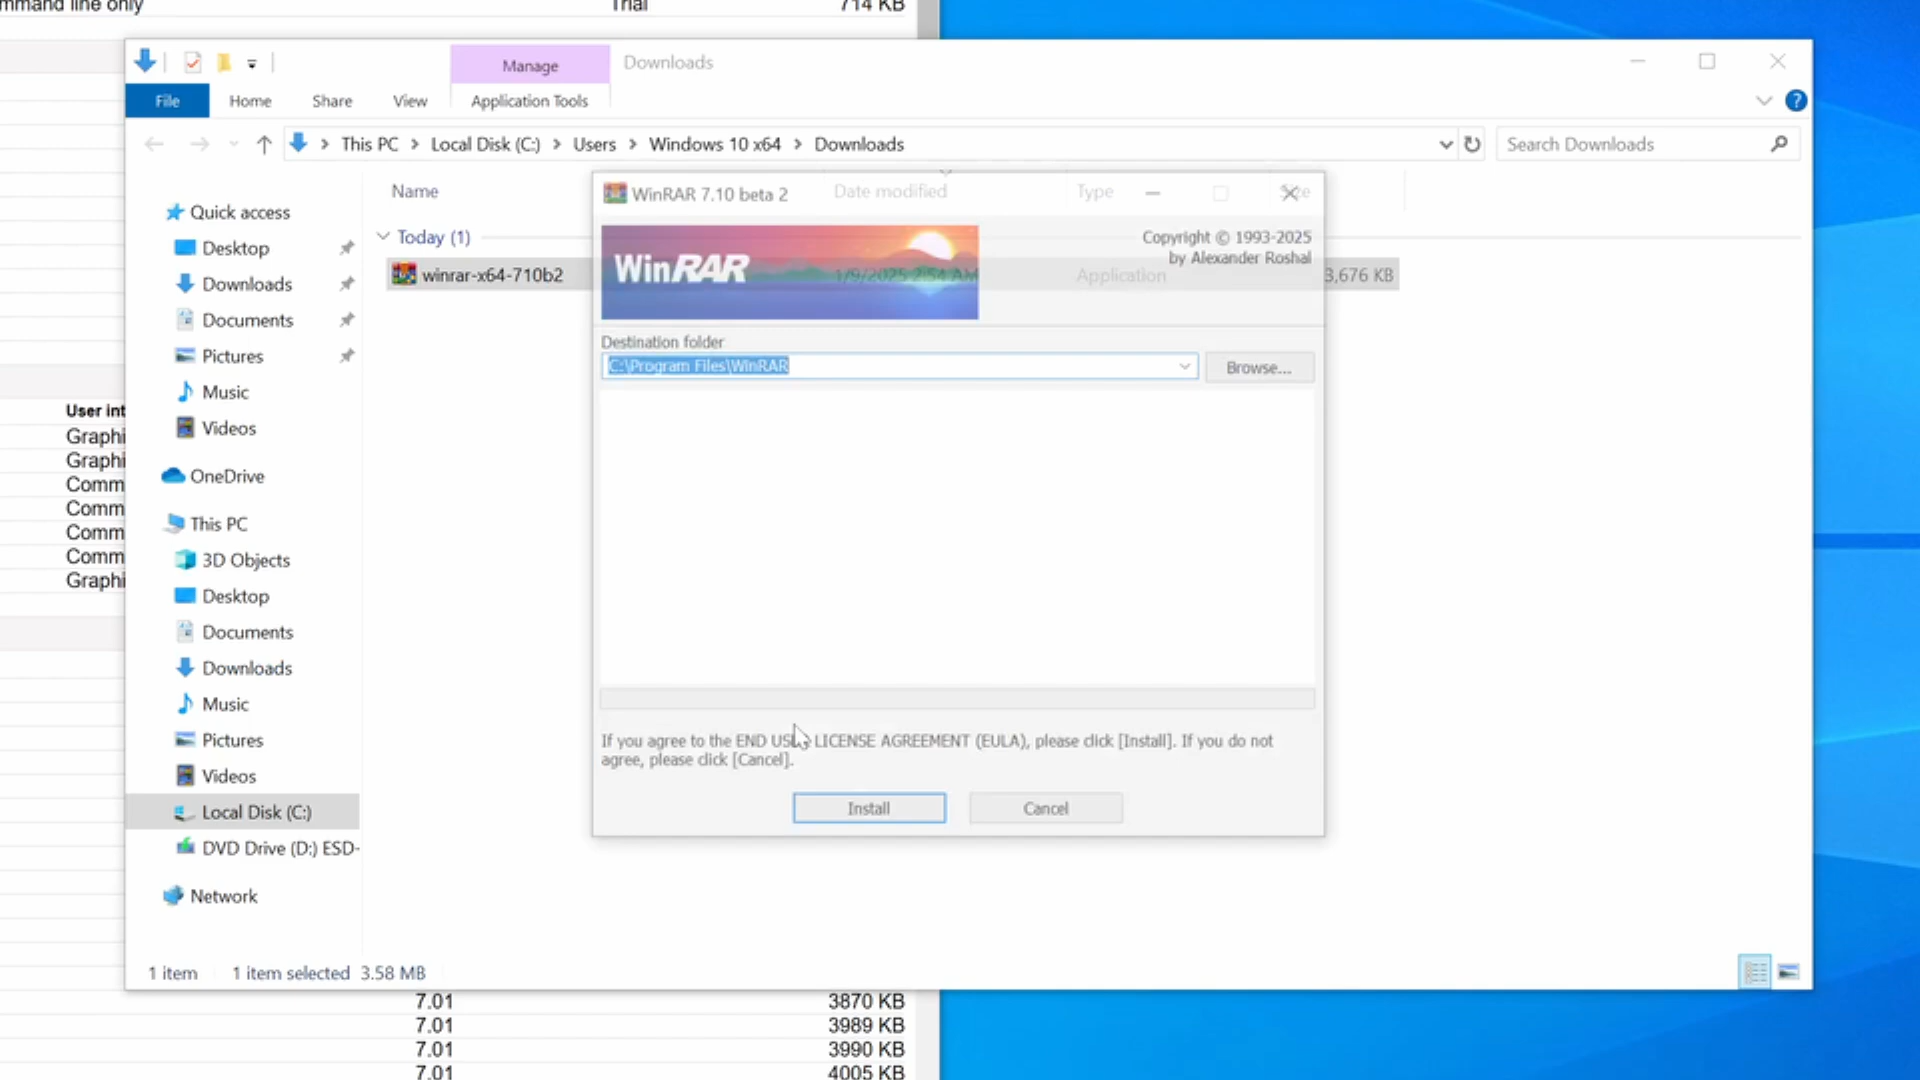 mmand line only Trial 714 KB
Manage Downloads
File Home Share View Application Tools
This PC Local Disk (C:) Users Windows 10 x64 Downloads Search Downloads
Name Date modified Type
Today (1)
winrar-x64-710b2 1/9/2025 2:54 AM Application 3,676 KB
Quick access
Desktop
Downloads
Documents
Pictures
Music
Videos
OneDrive
This PC
3D Objects
Desktop
Documents
Downloads
Music
Pictures
Videos
Local Disk (C:)
DVD Drive (D:) ESD-
Network
1 item 1 item selected 3.58 MB
WinRAR 7.10 beta 2
WinRAR
Copyright © 1993-2025
by Alexander Roshal
Destination folder
C:\Program Files\WinRAR Browse...
If you agree to the END USER LICENSE AGREEMENT (EULA), please click [Install]. If you do not
agree, please click [Cancel].
Install Cancel
User int
Graphi
Graphi
Comm
Comm
Comm
Comm
Graphi
7.01 3870 KB
7.01 3989 KB
7.01 3990 KB
7.01 4005 KB